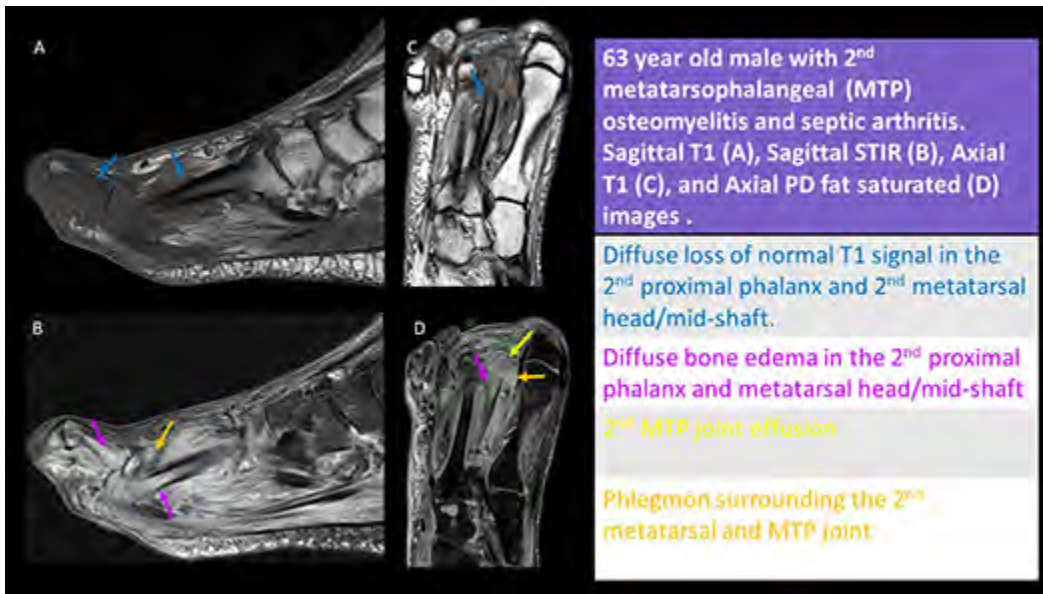 A
C
B
D
63 year old male with 2nd
metatarsophalangeal (MTP)
osteomyelitis and septic arthritis.
Sagittal T1 (A), Sagittal STIR (B), Axial
T1 (C), and Axial PD fat saturated (D)
images .
Diffuse loss of normal T1 signal in the
2nd proximal phalanx and 2nd metatarsal
head/mid-shaft.
Diffuse bone edema in the 2nd proximal
phalanx and metatarsal head/mid-shaft
2nd MTP joint effusion
Phlegmon surrounding the 2nd
metatarsal and MTP joint